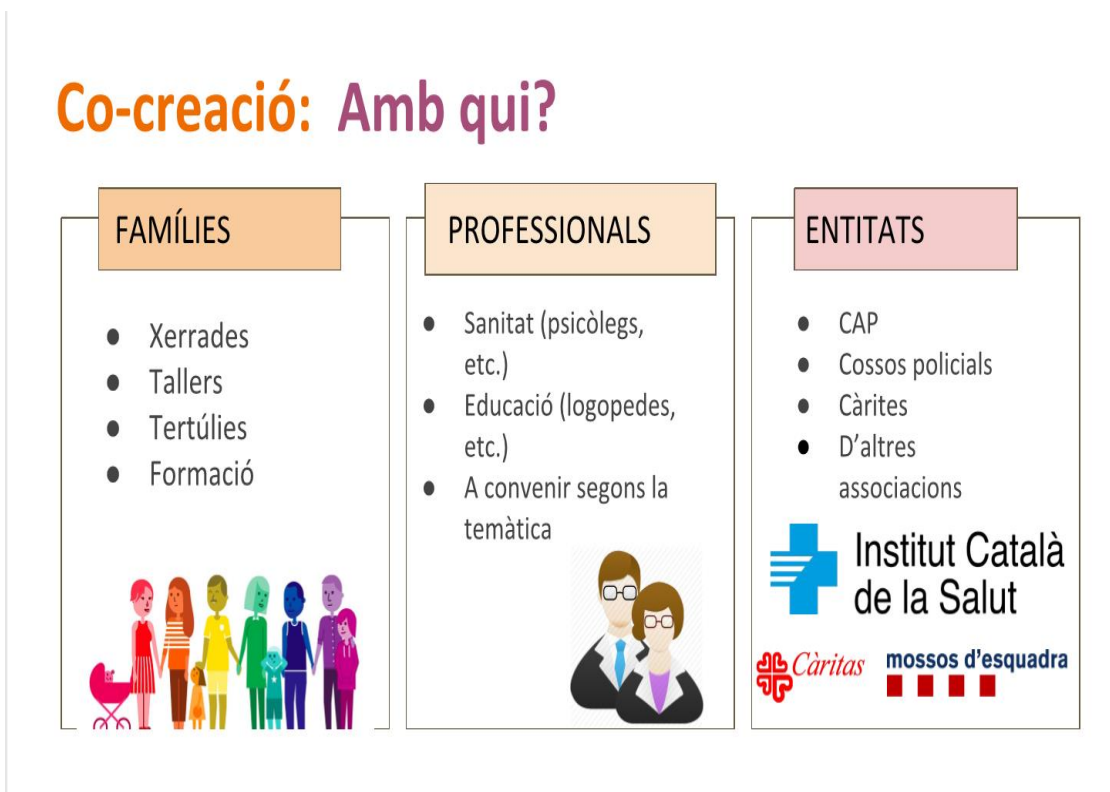 Co-creació: Amb qui?
FAMÍLIES
● Xerrades
● Tallers
● Tertúlies
● Formació
PROFESSIONALS
● Sanitat (psicòlegs,
etc.)
● Educació (logopedes,
etc.)
● A convenir segons la
temàtica
ENTITATS
● CAP
● Cossos policials
● Càrites
● D’altres
associacions
Institut Català
de la Salut
Càritas
mossos d’esquadra